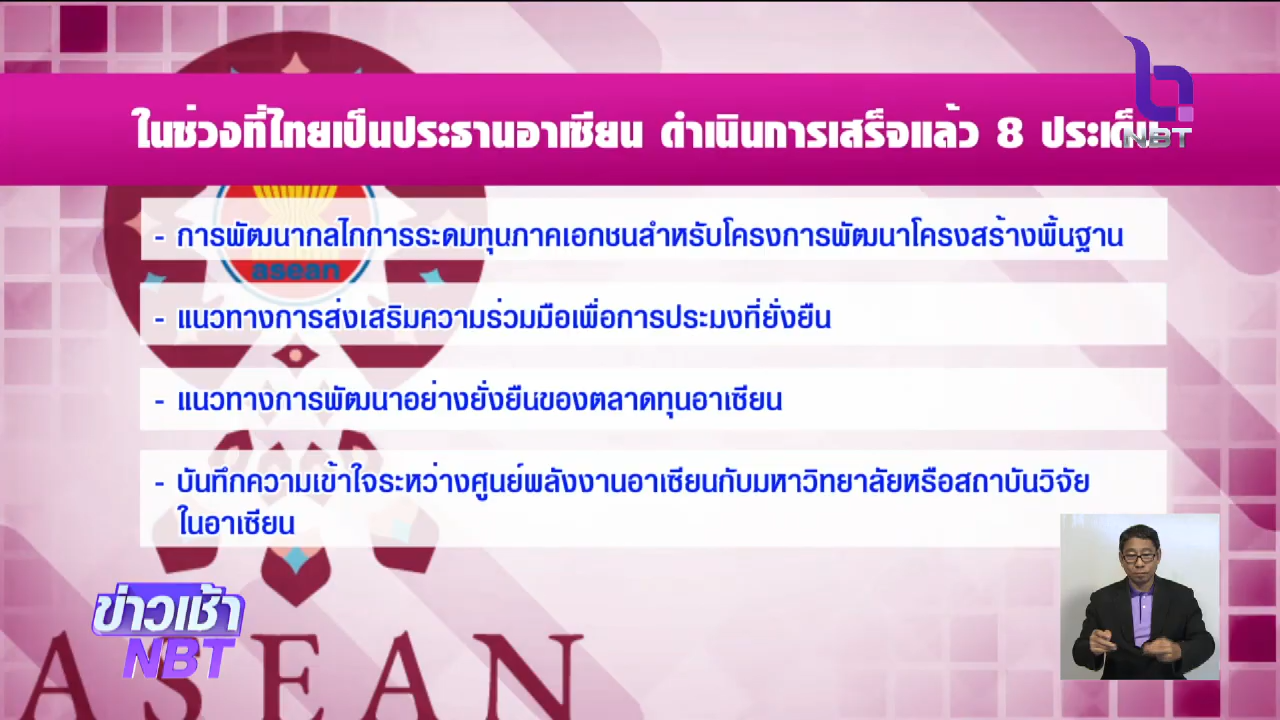 ในช่วงที่ไทยเป็นประธานอาเซียน ดำเนินการเสร็จแล้ว 8 ประเด็น
NBT
- การพัฒนากลไกการระดมทุนภาคเอกชนสำหรับโครงการพัฒนาโครงสร้างพื้นฐาน
asean
- แนวทางการส่งเสริมความร่วมมือเพื่อการประมงที่ยั่งยืน
- แนวทางการพัฒนาอย่างยั่งยืนของตลาดทุนอาเซียน
- บันทึกความเข้าใจระหว่างศูนย์พลังงานอาเซียนกับมหาวิทยาลัยหรือสถาบันวิจัย
ในอาเซียน
ข่าวเช้า
NBT
ASEAN